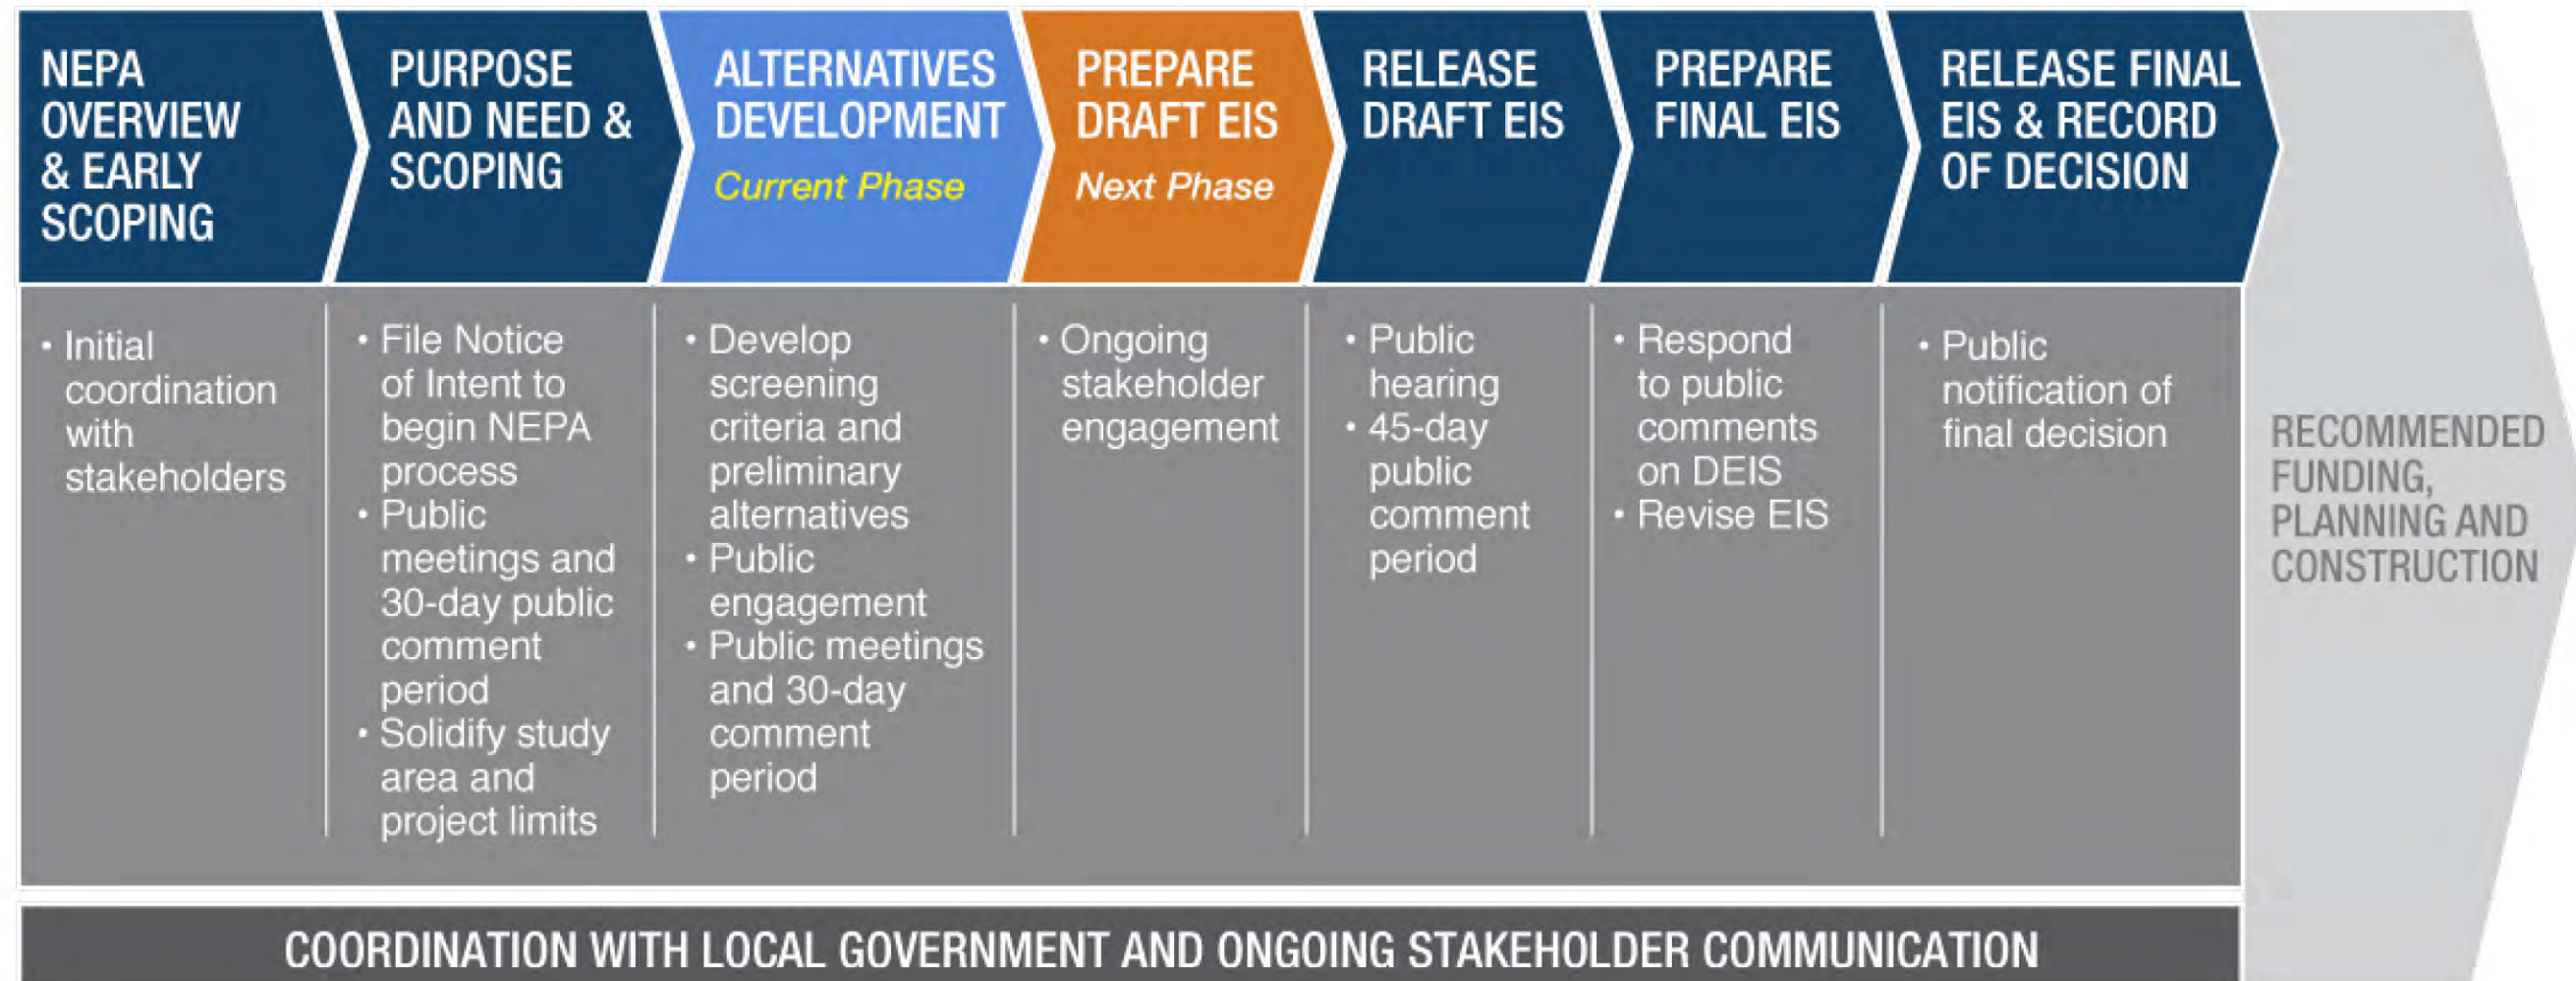 NEPA
OVERVIEW
& EARLY
SCOPING
PURPOSE
AND NEED &
SCOPING
ALTERNATIVES
DEVELOPMENT
Current Phase
PREPARE
DRAFT EIS
Next Phase
RELEASE
DRAFT EIS
PREPARE
FINAL EIS
RELEASE FINAL
EIS & RECORD
OF DECISION
• Initial
coordination
with
stakeholders
• File Notice
of Intent to
begin NEPA
process
• Public
meetings and
30-day public
comment
period
• Solidify study
area and
project limits
• Develop
screening
criteria and
preliminary
alternatives
• Public
engagement
• Public meetings
and 30-day
comment
period
• Ongoing
stakeholder
engagement
• Public
hearing
• 45-day
public
comment
period
• Respond
to public
comments
on DEIS
• Revise EIS
• Public
notification of
final decision
RECOMMENDED
FUNDING,
PLANNING AND
CONSTRUCTION
COORDINATION WITH LOCAL GOVERNMENT AND ONGOING STAKEHOLDER COMMUNICATION